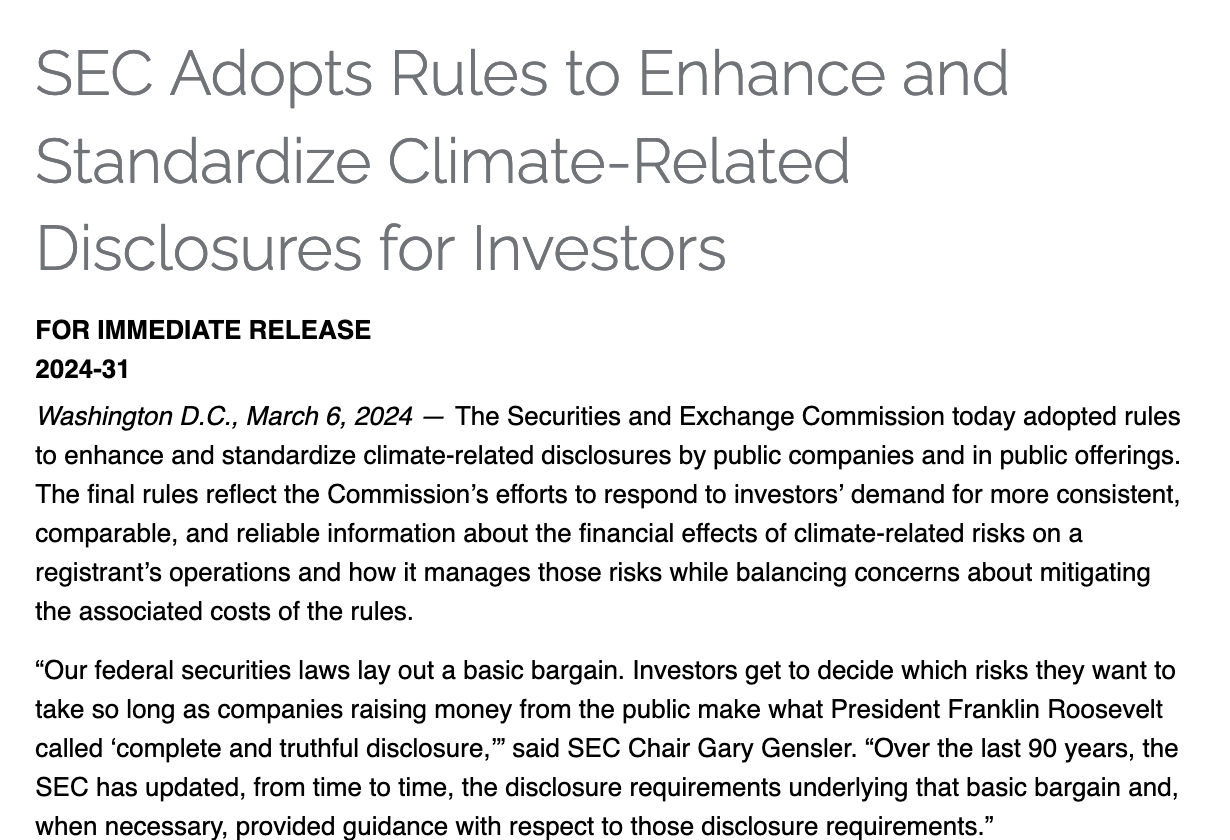 SEC Adopts Rules to Enhance and
Standardize Climate-Related
Disclosures for Investors
FOR IMMEDIATE RELEASE
2024-31
Washington D.C., March 6, 2024 — The Securities and Exchange Commission today adopted rules
to enhance and standardize climate-related disclosures by public companies and in public offerings.
The final rules reflect the Commission’s efforts to respond to investors’ demand for more consistent,
comparable, and reliable information about the financial effects of climate-related risks on a
registrant’s operations and how it manages those risks while balancing concerns about mitigating
the associated costs of the rules.
“Our federal securities laws lay out a basic bargain. Investors get to decide which risks they want to
take so long as companies raising money from the public make what President Franklin Roosevelt
called ‘complete and truthful disclosure,’” said SEC Chair Gary Gensler. “Over the last 90 years, the
SEC has updated, from time to time, the disclosure requirements underlying that basic bargain and,
when necessary, provided guidance with respect to those disclosure requirements.”